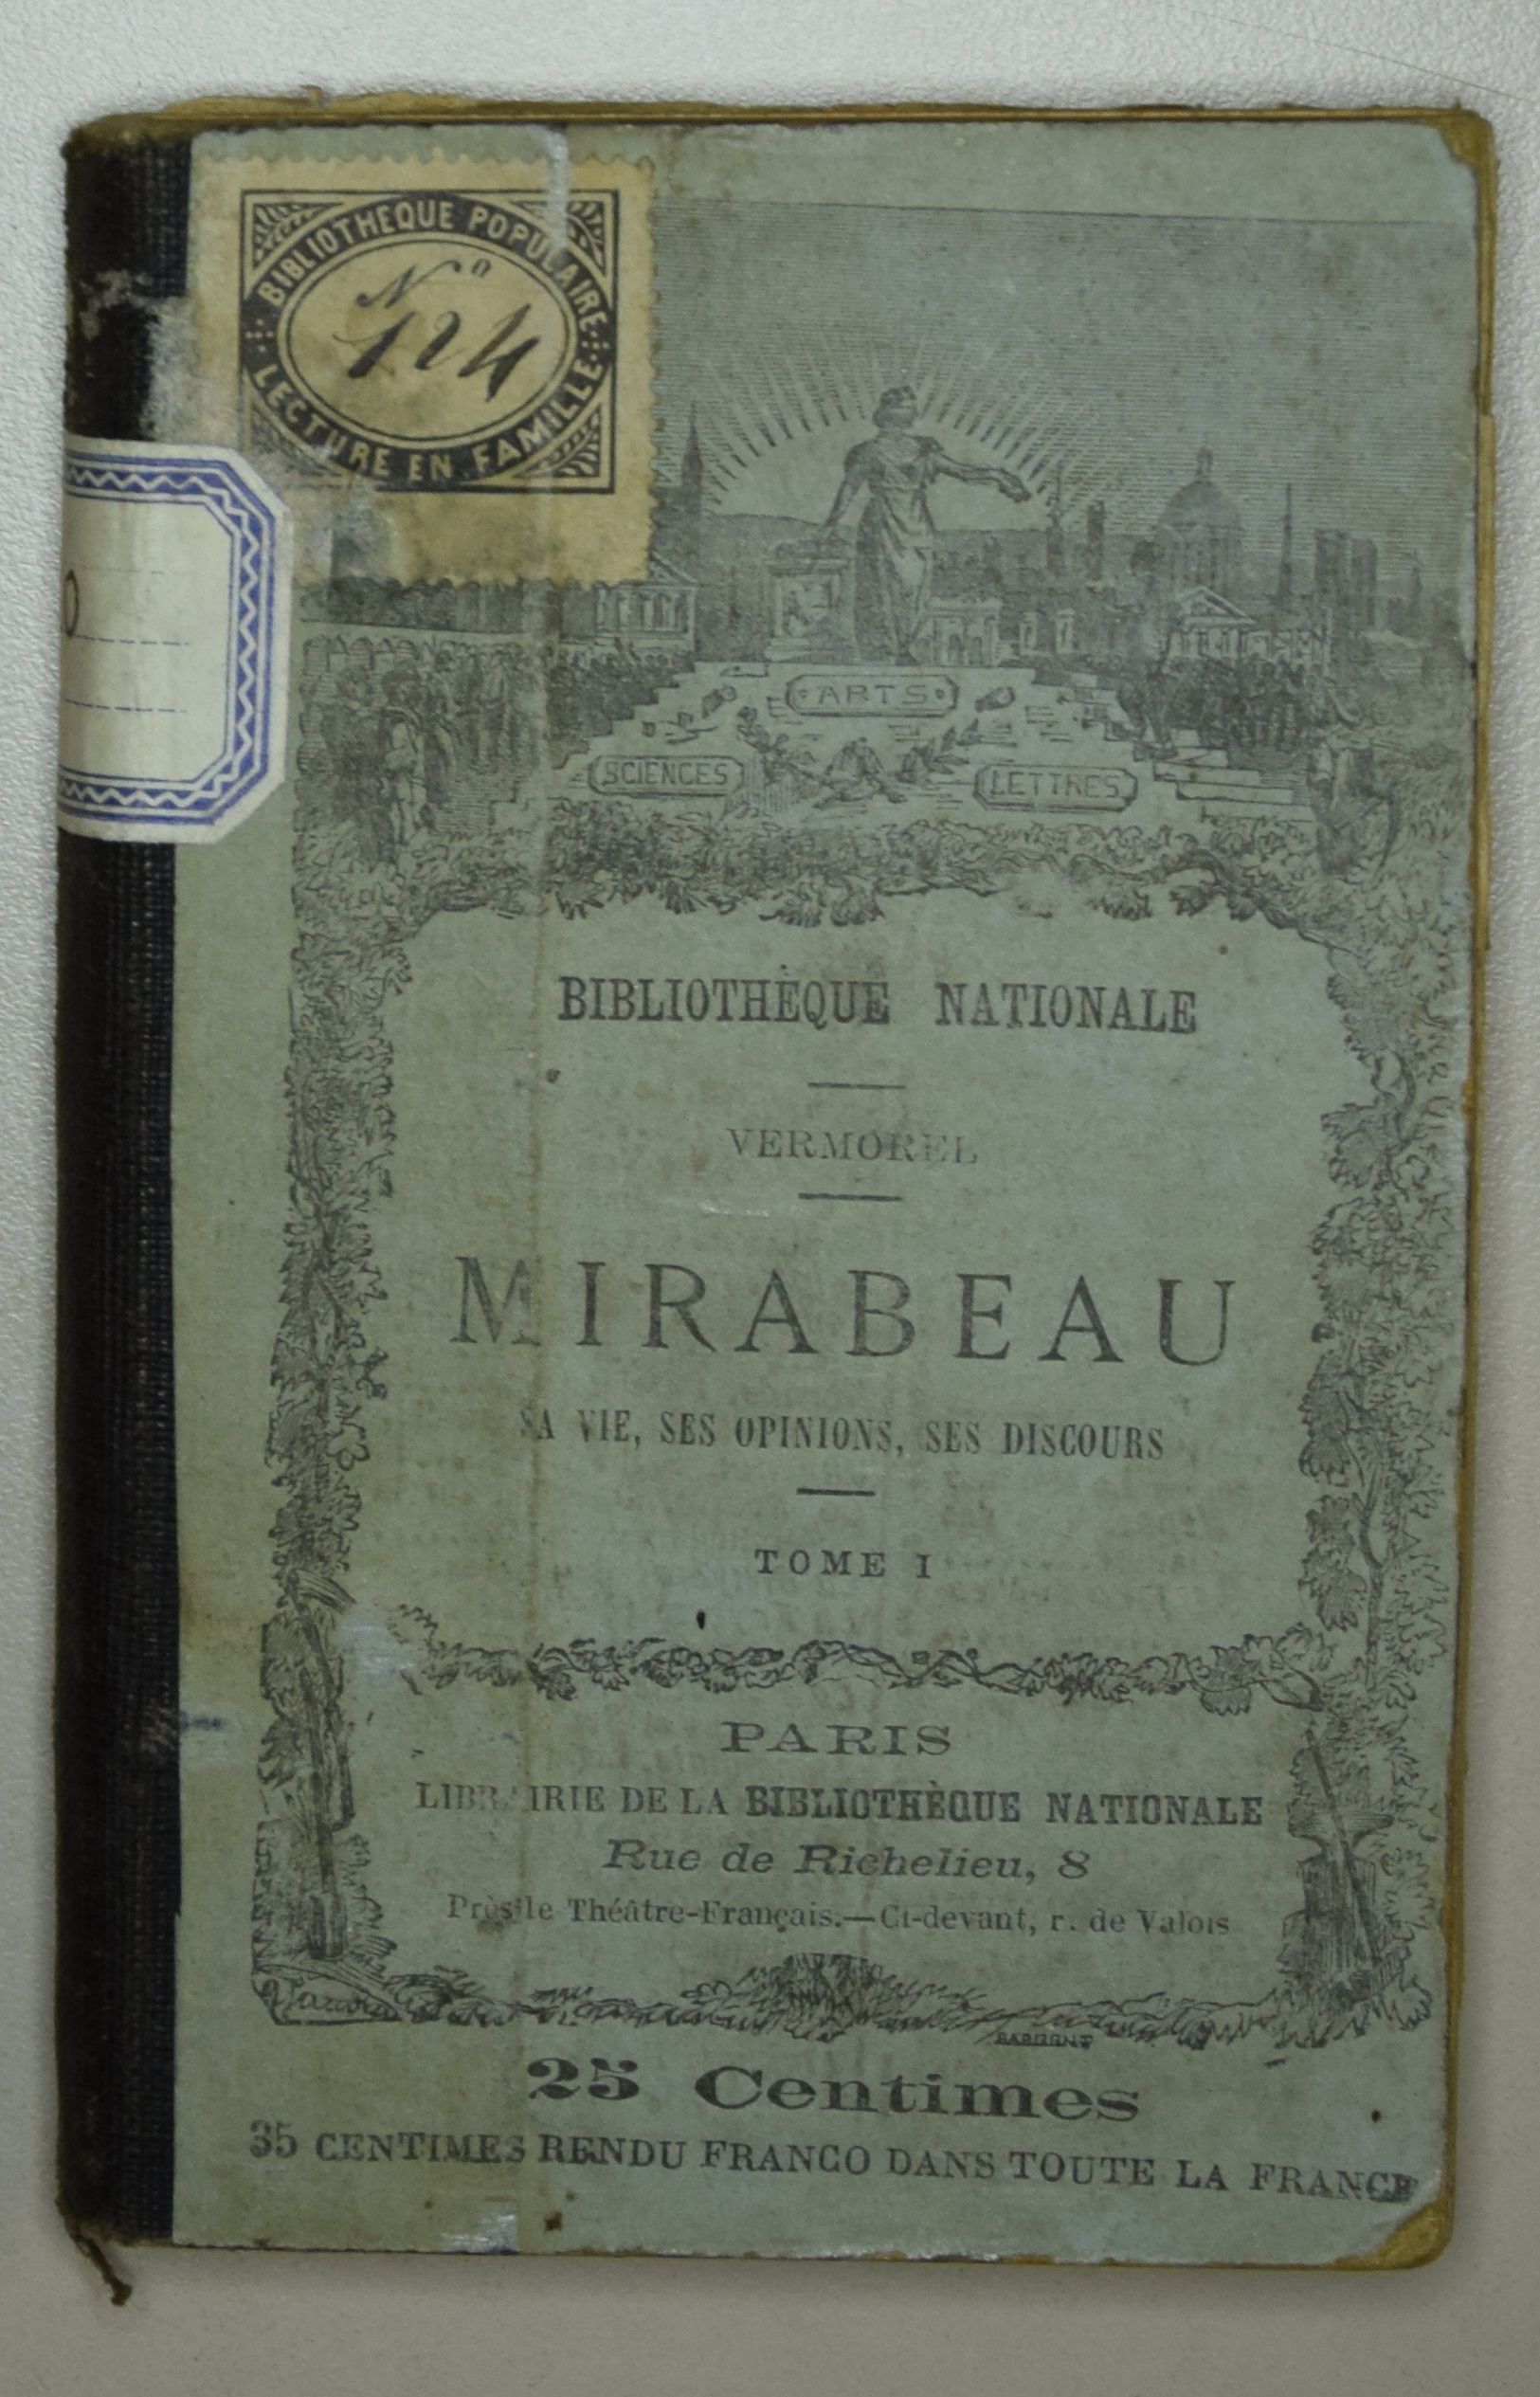 BIBLIOTHEQUE POPULAIRE
Nº
124
LECTURE EN FAMILLE
ARTS
SCIENCES
LETTRES
BIBLIOTHÈQUE NATIONALE
VERMOREL
MIRABEAU
SA VIE, SES OPINIONS, SES DISCOURS
TOME I
PARIS
LIBRAIRIE DE LA BIBLIOTHÈQUE NATIONALE
Rue de Richelieu, 8
Près le Théâtre-Français.—Ci-devant, r. de Valois
25 Centimes
35 CENTIMES RENDU FRANCO DANS TOUTE LA FRANCE